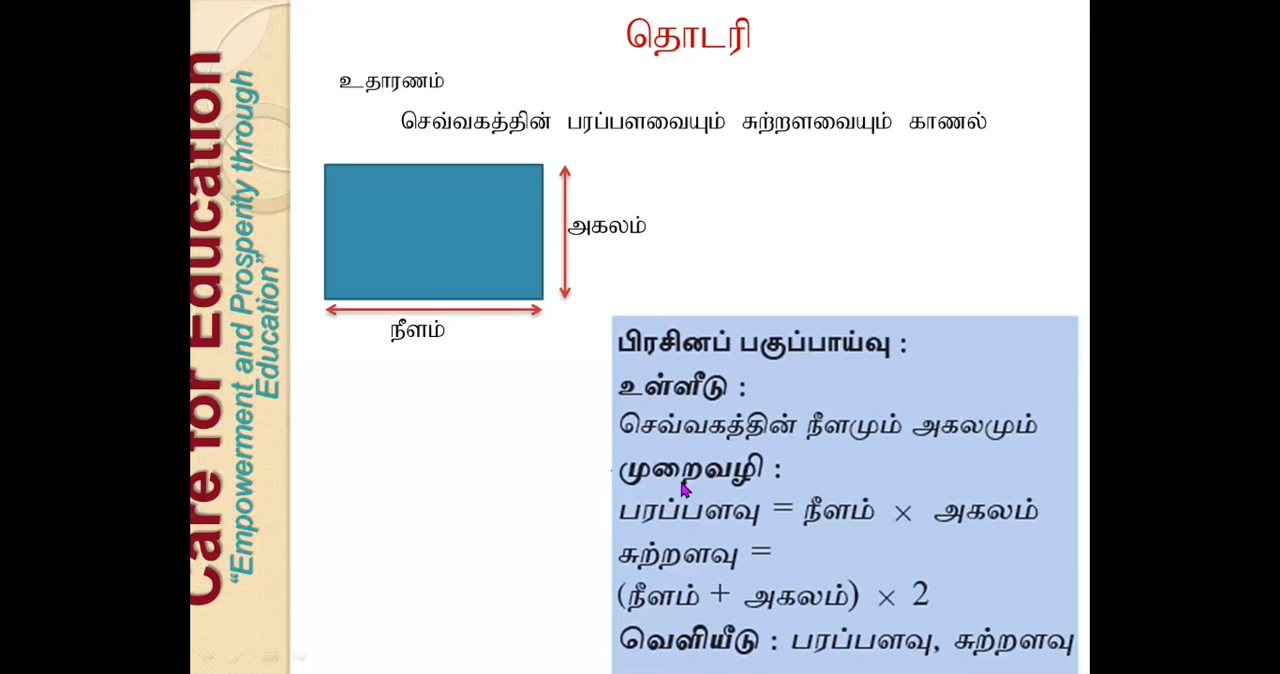 Care for Education
“Empowerment and Prosperity through
Education”
தொடரி
உதாரணம்
செவ்வகத்தின் பரப்பளவையும் சுற்றளவையும் காணல்
அகலம்
நீளம்
பிரசினப் பகுப்பாய்வு :
உள்ளீடு :
செவ்வகத்தின் நீளமும் அகலமும்
முறைவழி :
பரப்பளவு = நீளம் × அகலம்
சுற்றளவு =
(நீளம் + அகலம்) × 2
வெளியீடு : பரப்பளவு, சுற்றளவு